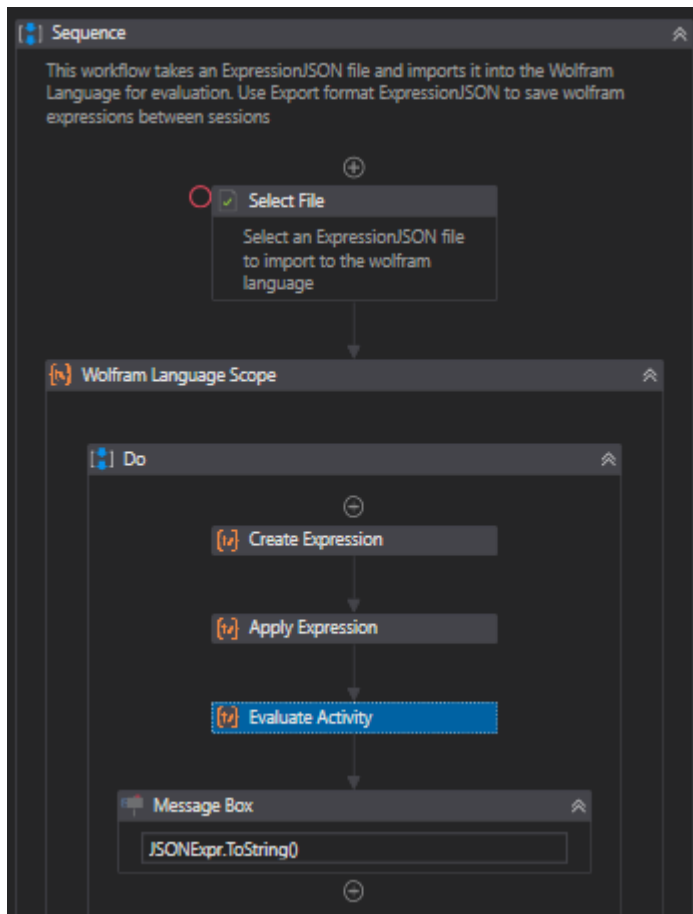 Sequence
This workflow takes an ExpressionJSON file and imports it into the Wolfram
Language for evaluation. Use Export format ExpressionJSON to save wolfram
expressions between sessions
Select File
Select an ExpressionJSON file
to import to the wolfram
language
Wolfram Language Scope
Do
Create Expression
Apply Expression
Evaluate Activity
Message Box
JSONExpr.ToString()